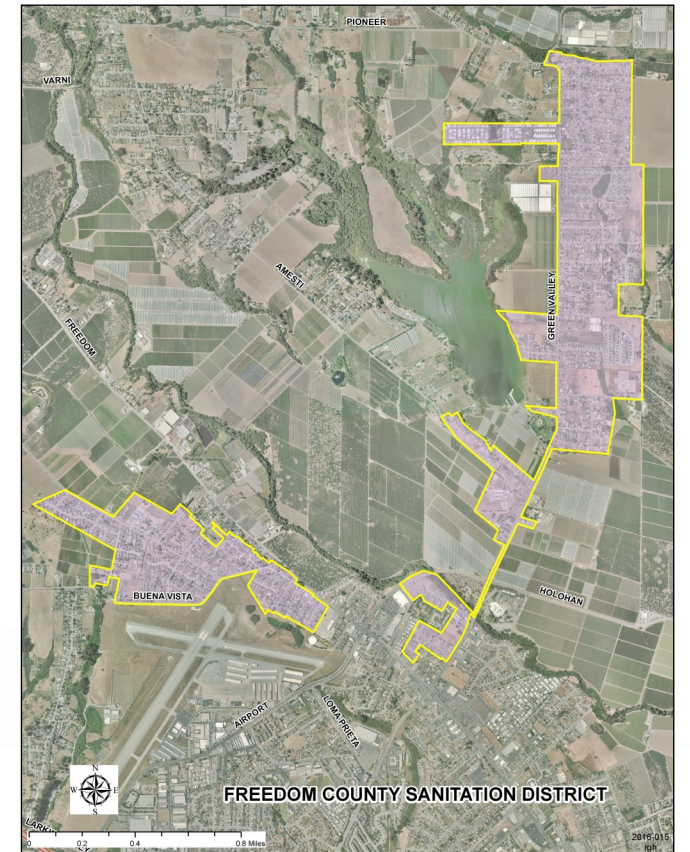 PIONEER
VARNI
AMESTI
GREEN VALLEY
FREEDOM
HOLOHAN
BUENA VISTA
AIRPORT
LOMA PRIETA
N
W E
S
FREEDOM COUNTY SANITATION DISTRICT
0 0.2 0.4 0.8 Miles
2016-015
rgh